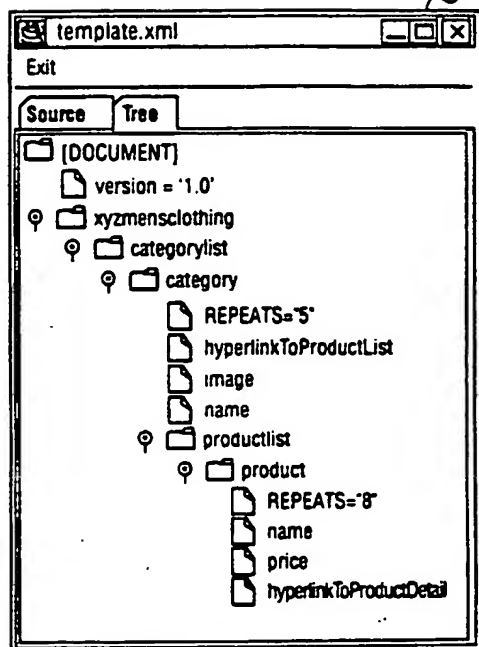 template.xml
Exit
Source Tree
[DOCUMENT]
version = '1.0'
xyzmensclothing
categorylist
category
REPEATS="5"
hyperlinkToProductList
image
name
productlist
product
REPEATS="8"
name
price
hyperlinkToProductDetail